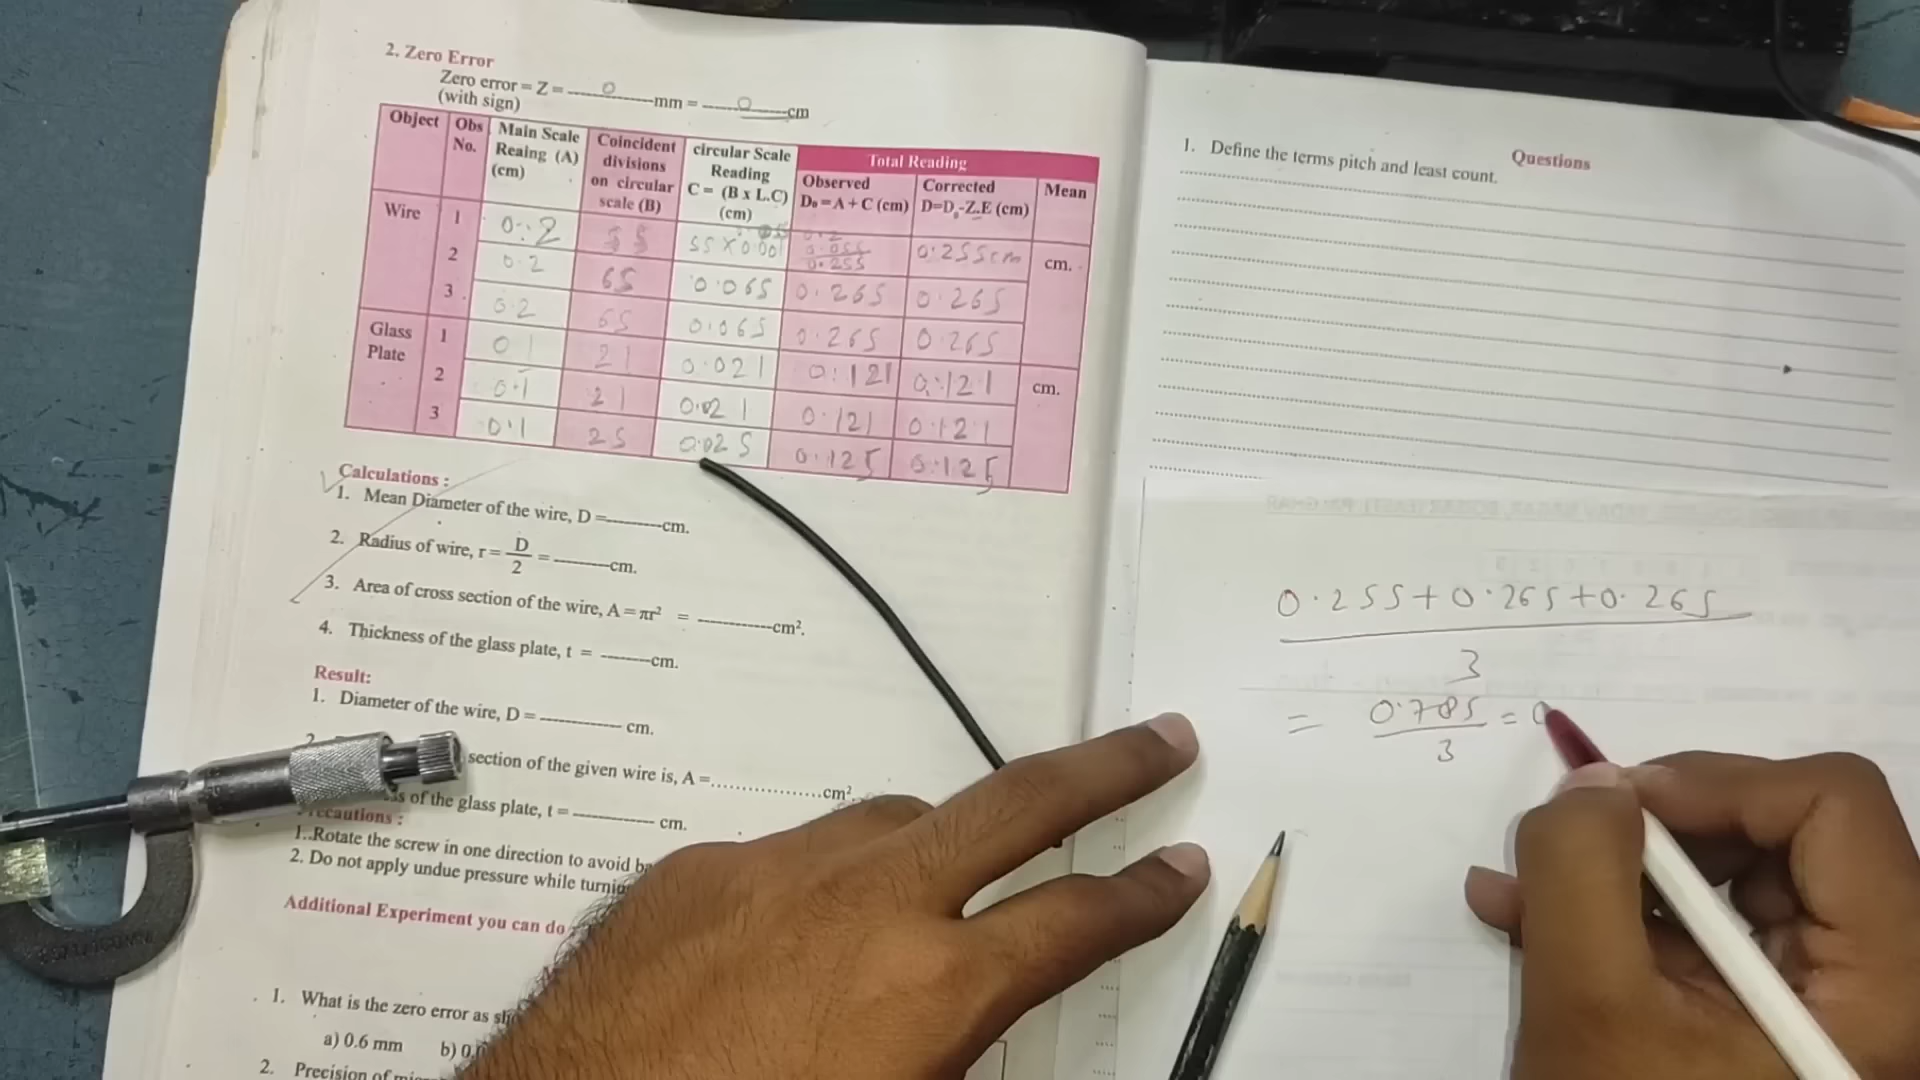 2. Zero Error
Zero error = Z = 0 mm = 0 cm
(with sign)
Object Obs No. Main Scale Reaing (A) (cm) Coincident divisions on circular scale (B) circular Scale Reading C = (B x L.C) (cm) Total Reading Mean
Observed D₀ = A + C (cm) Corrected D=D₀-Z.E (cm)
Wire 1 0.2 55 55 X 0.001 0.2 0.055 0.255 0.255cm cm.
2 0.2 65 0.065 0.265 0.265
3 0.2 65 0.065 0.265 0.265
Glass Plate 1 0.1 21 0.021 0.121 0.121 cm.
2 0.1 21 0.021 0.121 0.121
3 0.1 25 0.025 0.125 0.125
Calculations :
1. Mean Diameter of the wire, D = cm.
2. Radius of wire, r = D/2 = cm.
3. Area of cross section of the wire, A = πr² = cm².
4. Thickness of the glass plate, t = cm.
Result:
1. Diameter of the wire, D = cm.
section of the given wire is, A = cm².
of the glass plate, t = cm.
Precautions :
1..Rotate the screw in one direction to avoid
2. Do not apply undue pressure while
Additional Experiment you can do
1. What is the zero error as
a) 0.6 mm b)
2. Precision of
Questions
1. Define the terms pitch and least count.
0.255+0.265+0.265
3
= 0.785 = 0
3